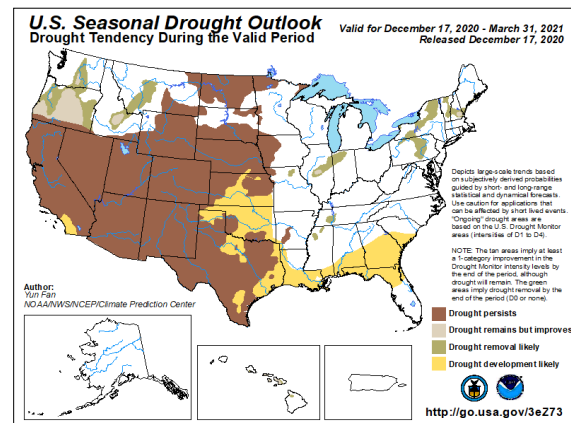 U.S. Seasonal Drought Outlook
Drought Tendency During the Valid Period
Valid for December 17, 2020 - March 31, 2021
Released December 17, 2020
Depicts large-scale trends based
on subjectively derived probabilities
guided by short- and long-range
statistical and dynamical forecasts.
Use caution for applications that
can be affected by short lived events.
"Ongoing" drought areas are
based on the U.S. Drought Monitor
areas (intensities of D1 to D4).
NOTE: The tan areas imply at least
a 1-category improvement in the
Drought Monitor intensity levels by
the end of the period, although
drought will remain. The green
areas imply drought removal by the
end of the period (D0 or none).
Author:
Yun Fan
NOAA/NWS/NCEP/Climate Prediction Center
Drought persists
Drought remains but improves
Drought removal likely
Drought development likely
http://go.usa.gov/3eZ73